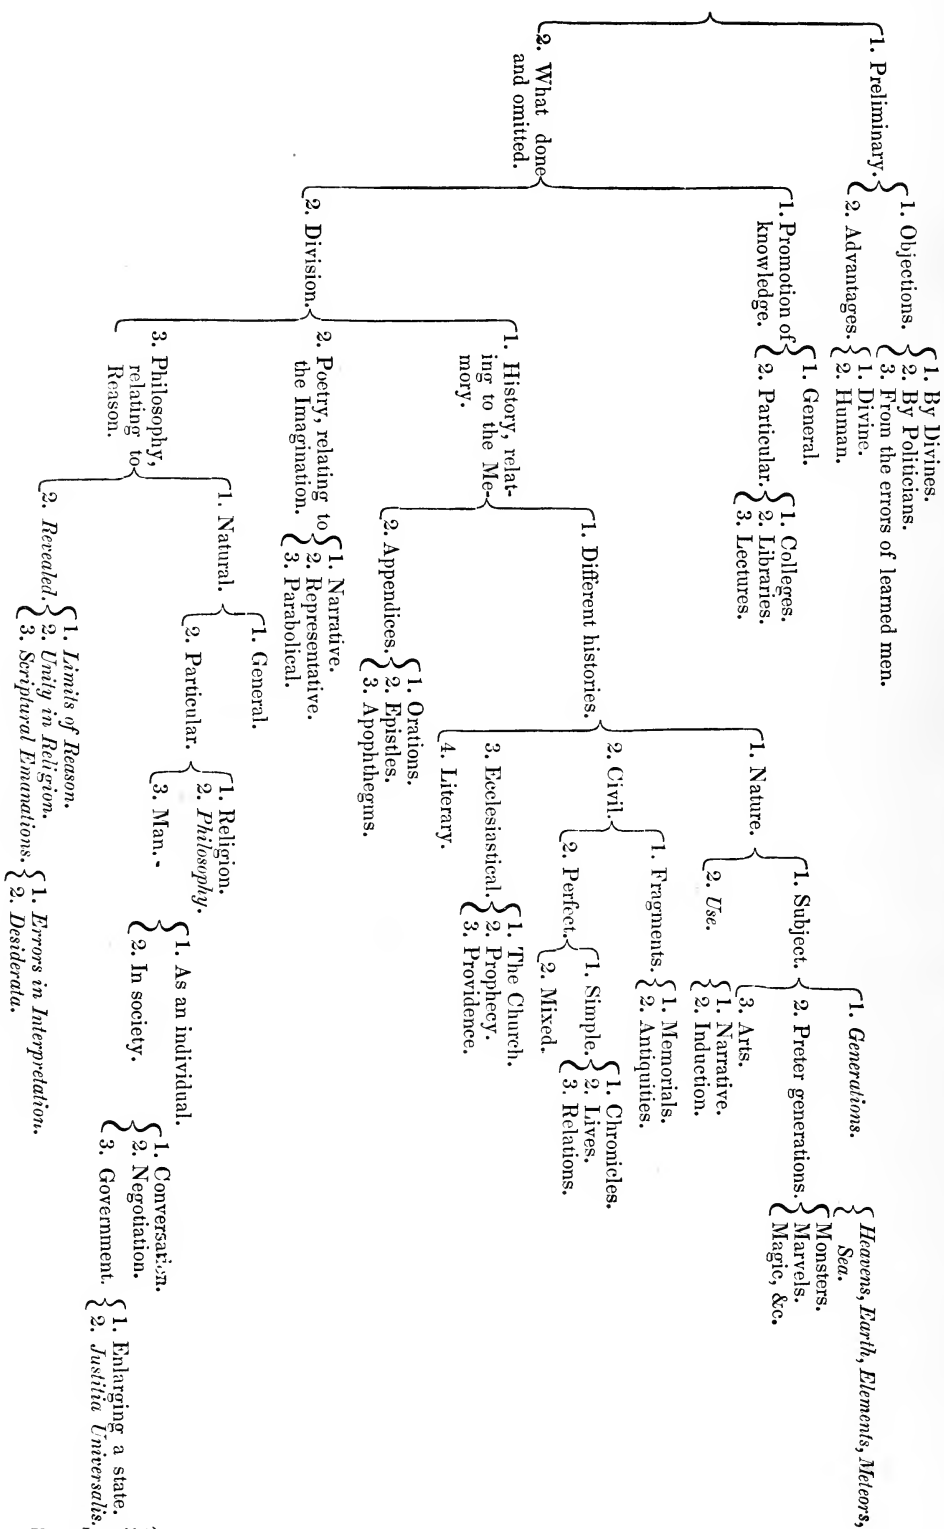 1. Preliminary.
1. Objections.
1. By Divines.
2. By Politicians.
3. From the errors of learned men.
2. Advantages.
1. Divine.
2. Human.
2. What done
and omitted.
1. Promotion of
knowledge.
1. General.
2. Particular.
1. Colleges.
2. Libraries.
3. Lectures.
2. Division.
1. History, relat-
ing to the Me-
mory.
1. Different histories.
1. Nature.
1. Subject.
1. Generations.
Heavens, Earth, Elements, Meteors,
Sea.
2. Preter generations.
Monsters.
Marvels.
Magic, &c.
3. Arts.
2. Use.
1. Narrative.
2. Induction.
2. Civil.
1. Fragments.
1. Memorials.
2. Antiquities.
2. Perfect.
1. Simple.
1. Chronicles.
2. Lives.
3. Relations.
2. Mixed.
3. Ecclesiastical.
1. The Church.
2. Prophecy.
3. Providence.
4. Literary.
2. Appendices.
1. Orations.
2. Epistles.
3. Apophthegms.
2. Poetry, relating to
the Imagination.
1. Narrative.
2. Representative.
3. Parabolical.
3. Philosophy,
relating to
Reason.
1. Natural.
1. General.
2. Particular.
1. Religion.
2. Philosophy.
3. Man.
1. As an individual.
2. In society.
1. Conversation.
2. Negotiation.
3. Government.
1. Enlarging a state.
2. Justitia Universalis.
2. Revealed.
1. Limits of Reason.
2. Unity in Religion.
3. Scriptural Emanations.
1. Errors in Interpretation.
2. Desiderata.